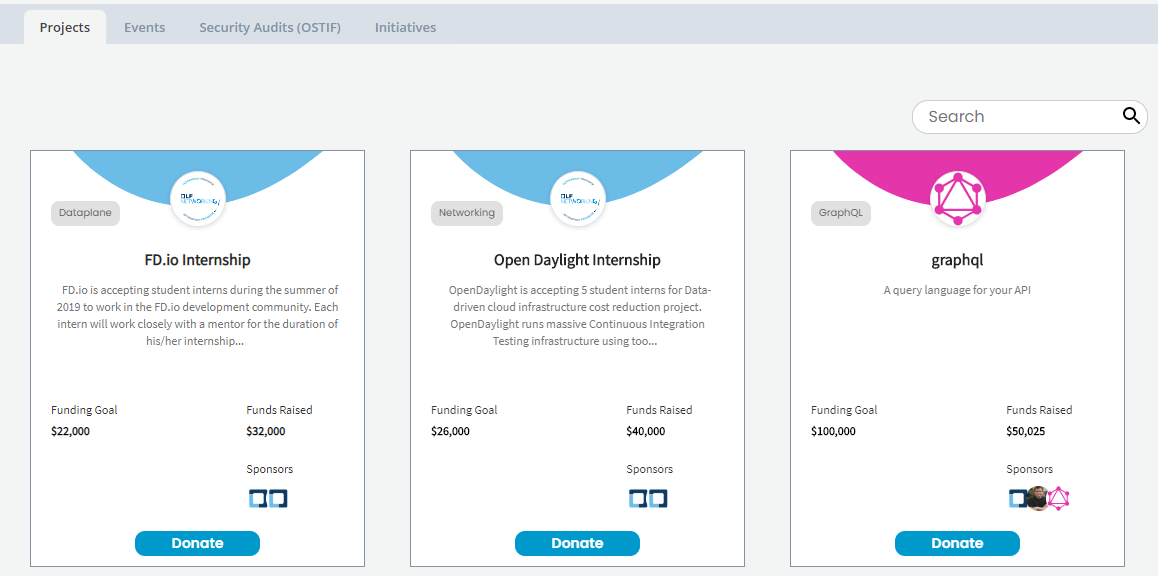 Projects
Events
Security Audits (OSTIF)
Initiatives
Search
Dataplane
LF
NETWORKING
FD.io Internship
FD.io is accepting student interns during the summer of
2019 to work in the FD.io development community. Each
intern will work closely with a mentor for the duration of
his/her internship...
Funding Goal
Funds Raised
$22,000
$32,000
Sponsors
Donate
Networking
LF
NETWORKING
Open Daylight Internship
OpenDaylight is accepting 5 student interns for Data-
driven cloud infrastructure cost reduction project.
OpenDaylight runs massive Continuous Integration
Testing infrastructure using too...
Funding Goal
Funds Raised
$26,000
$40,000
Sponsors
Donate
GraphQL
graphql
A query language for your API
Funding Goal
Funds Raised
$100,000
$50,025
Sponsors
Donate